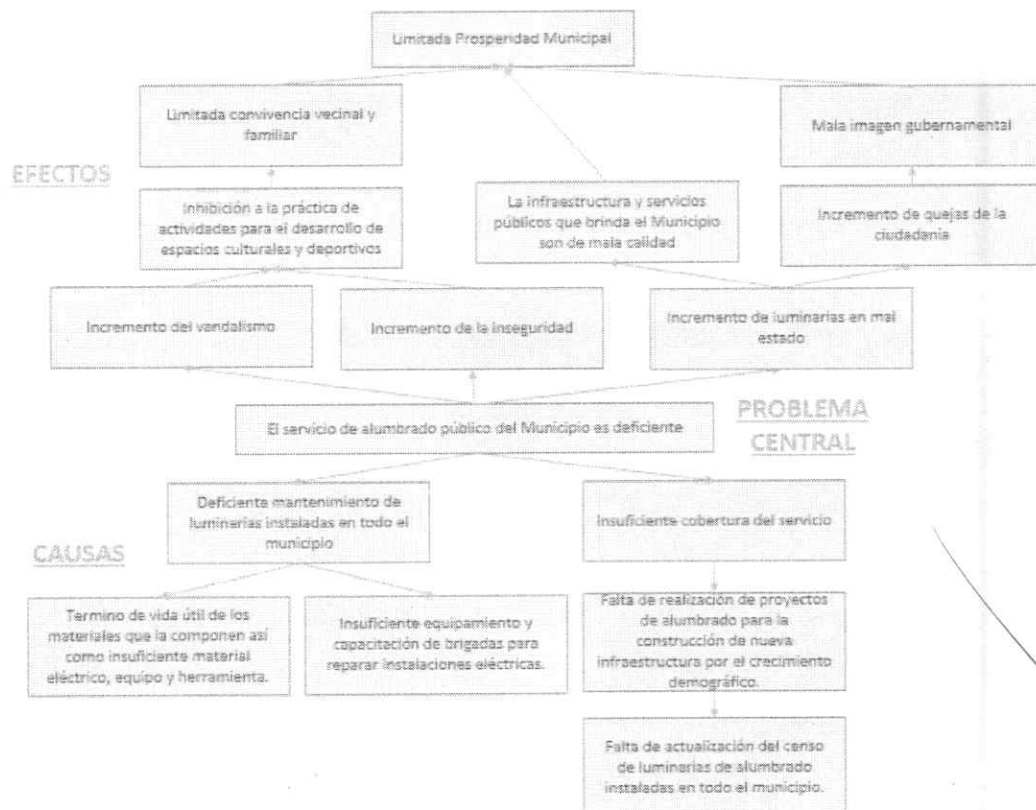 Limitada Prosperidad Municipal
Limitada convivencia vecinal y
familiar
Mala imagen gubernamental
EFECTOS
Inhibición a la práctica de
actividades para el desarrollo de
espacios culturales y deportivos
La infraestructura y servicios
públicos que brinda el Municipio
son de mala calidad
Incremento de quejas de la
ciudadanía
Incremento del vandalismo
Incremento de la inseguridad
Incremento de luminarias en mal
estado
El servicio de alumbrado público del Municipio es deficiente
PROBLEMA
CENTRAL
Deficiente mantenimiento de
luminarias instaladas en todo el
municipio
Insuficiente cobertura del servicio
CAUSAS
Termino de vida útil de los
materiales que la componen así
como insuficiente material
eléctrico, equipo y herramienta.
Insuficiente equipamiento y
capacitación de brigadas para
reparar instalaciones eléctricas.
Falta de realización de proyectos
de alumbrado para la
construcción de nueva
infraestructura por el crecimiento
demográfico.
Falta de actualización del censo
de luminarias de alumbrado
instaladas en todo el municipio.